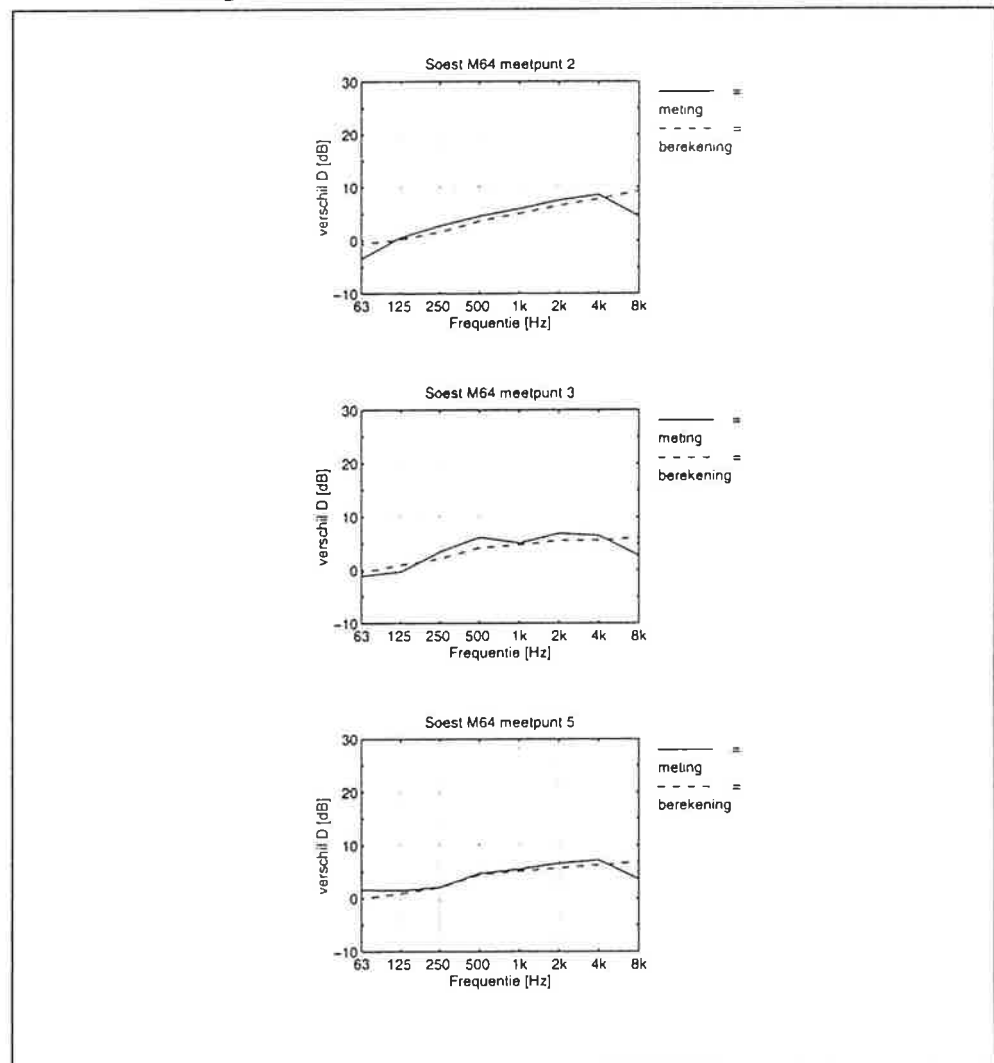 Soest M64 meetpunt 2
30
20
10
0
-10
verschil D [dB]
63 125 250 500 1k 2k 4k 8k
Frequentie [Hz]
=
meting
=
berekening
Soest M64 meetpunt 3
30
20
10
0
-10
verschil D [dB]
63 125 250 500 1k 2k 4k 8k
Frequentie [Hz]
=
meting
=
berekening
Soest M64 meetpunt 5
30
20
10
0
-10
verschil D [dB]
63 125 250 500 1k 2k 4k 8k
Frequentie [Hz]
=
meting
=
berekening